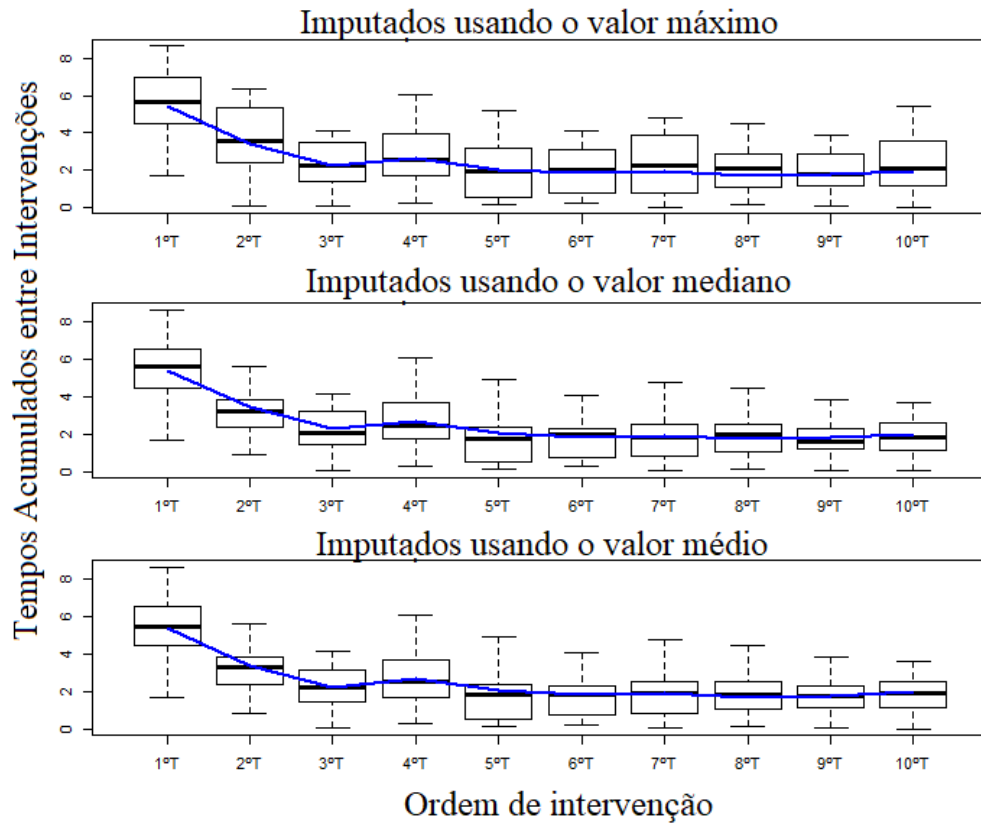 Imputados usando o valor máximo
8
6
4
2
0
1ºT 2ºT 3ºT 4ºT 5ºT 6ºT 7ºT 8ºT 9ºT 10ºT
Imputados usando o valor mediano
8
6
4
2
0
1ºT 2ºT 3ºT 4ºT 5ºT 6ºT 7ºT 8ºT 9ºT 10ºT
Imputados usando o valor médio
8
6
4
2
0
1ºT 2ºT 3ºT 4ºT 5ºT 6ºT 7ºT 8ºT 9ºT 10ºT
Tempos Acumulados entre Intervenções
Ordem de intervenção